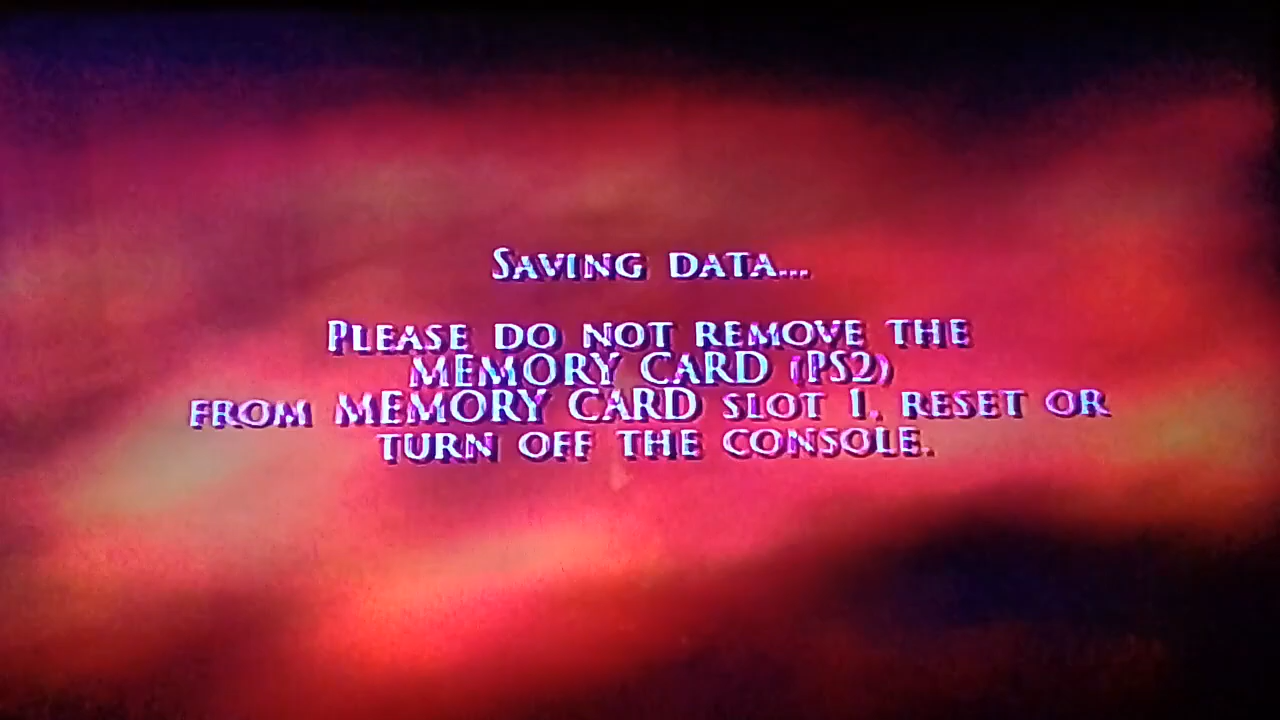 Saving data...
Please do not remove the
MEMORY CARD (PS2)
from MEMORY CARD slot 1, reset or
turn off the console.